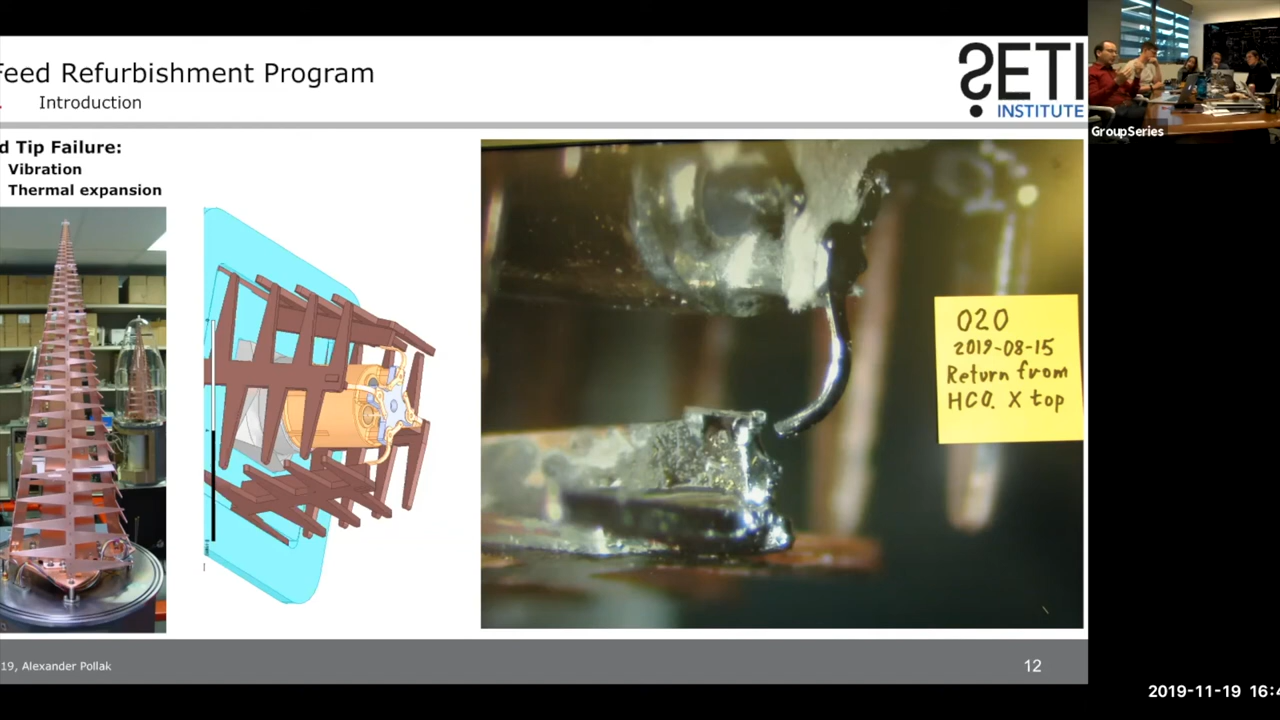 feed Refurbishment Program
Introduction
SETI
INSTITUTE
d Tip Failure:
Vibration
Thermal expansion
GroupSeries
020
2019-08-15
Return from
HCO. X top
19, Alexander Pollak
12
2019-11-19 16:4